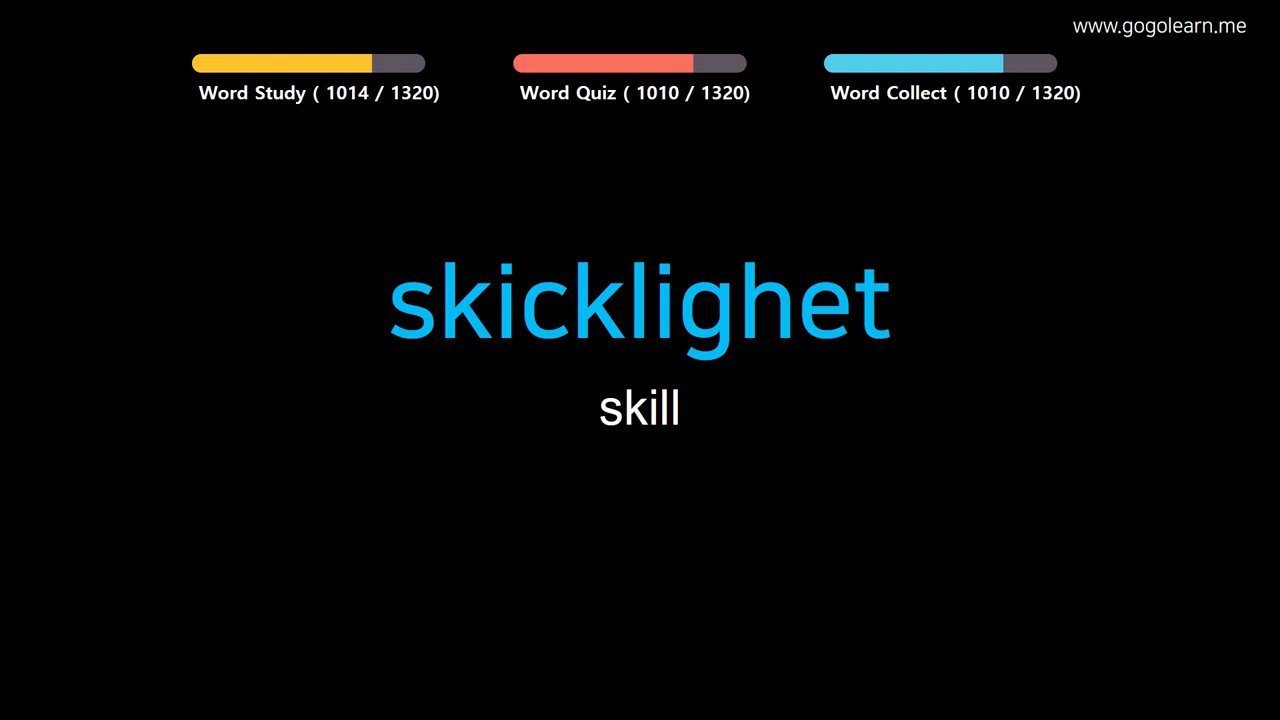 www.gogolearn.me
Word Study ( 1014 / 1320)
Word Quiz ( 1010 / 1320)
Word Collect ( 1010 / 1320)
skicklighet
skill